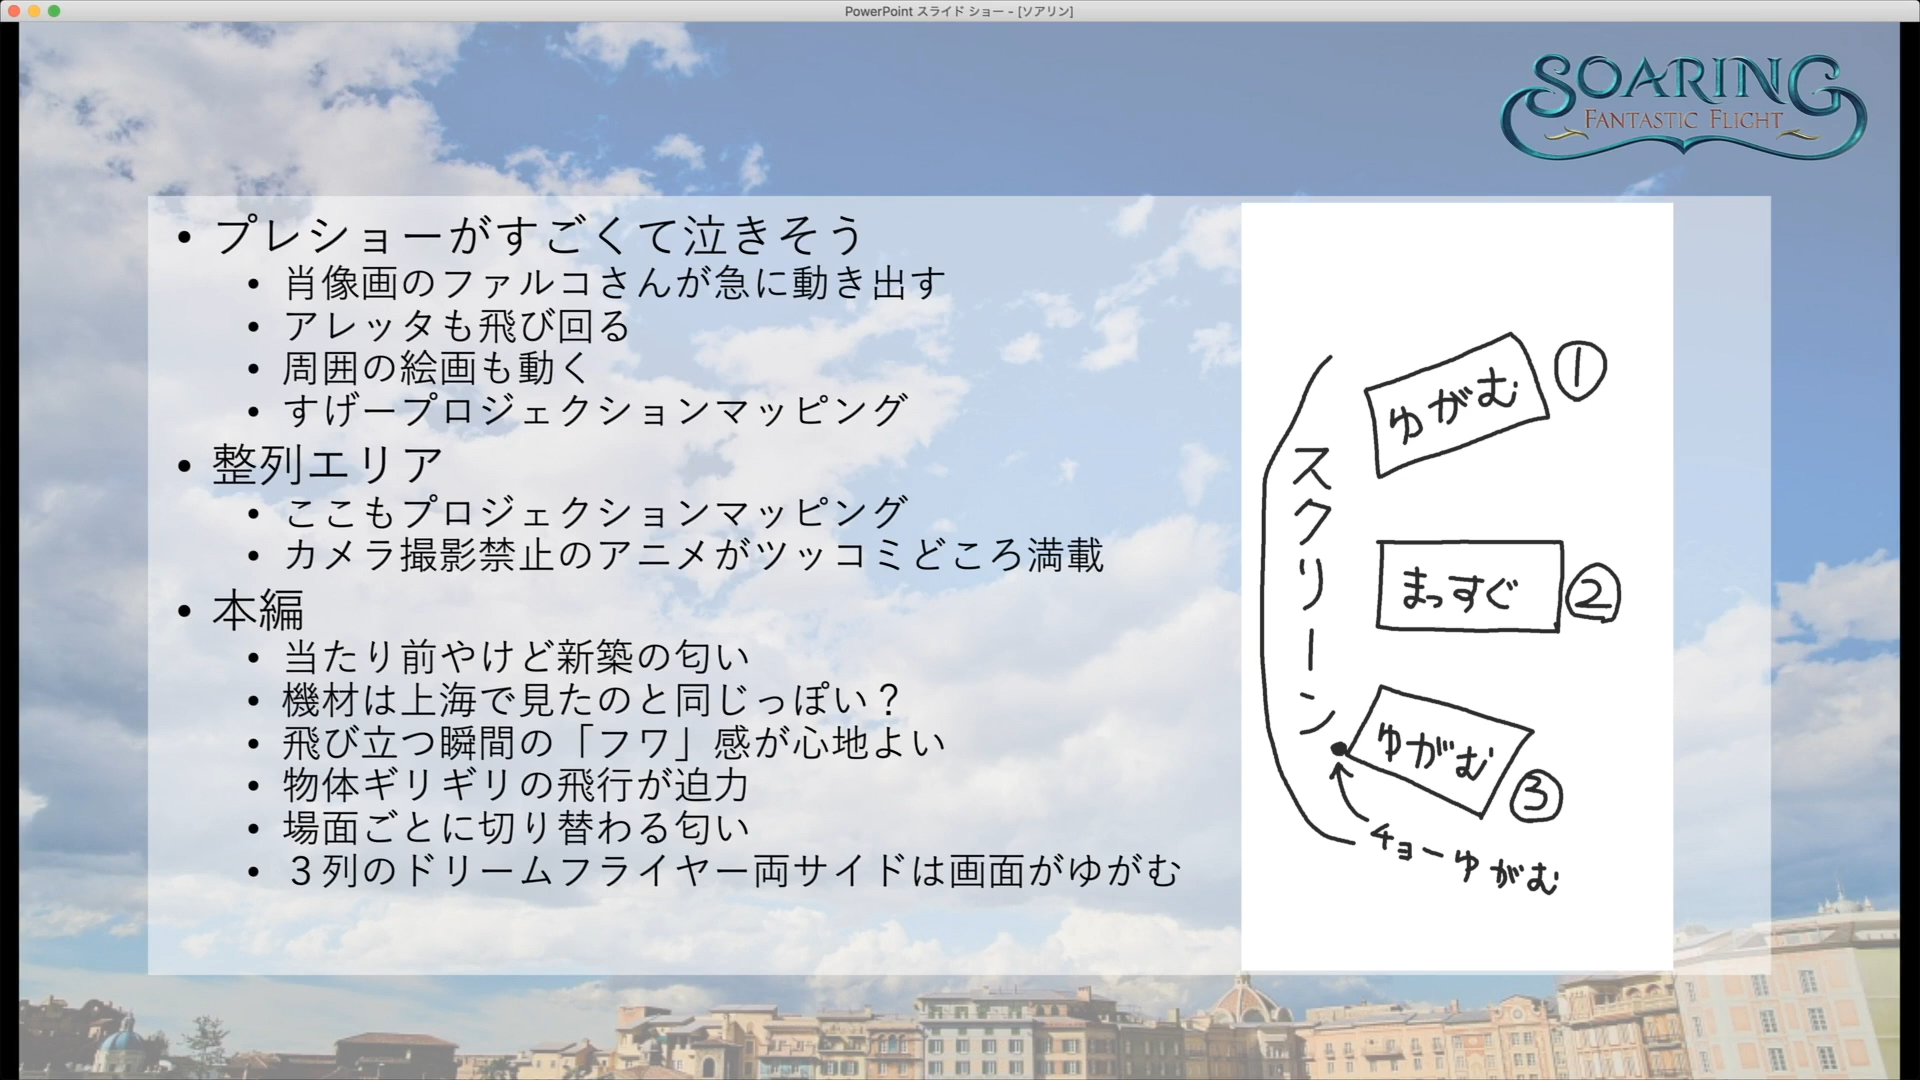 PowerPoint スライド ショー - [ソアリン]
SOARING
FANTASTIC FLIGHT
• プレショーがすごくて泣きそう
• 肖像画のファルコさんが急に動き出す
• アレッタも飛び回る
• 周囲の絵画も動く
• すげープロジェクションマッピング
• 整列エリア
• ここもプロジェクションマッピング
• カメラ撮影禁止のアニメがツッコミどころ満載
• 本編
• 当たり前やけど新築の匂い
• 機材は上海で見たのと同じっぽい？
• 飛び立つ瞬間の「フワ」感が心地よい
• 物体ギリギリの飛行が迫力
• 場面ごとに切り替わる匂い
• ３列のドリームフライヤー両サイドは画面がゆがむ
スクリーン
ゆがむ ①
まっすぐ ②
ゆがむ ③
チョーゆがむ